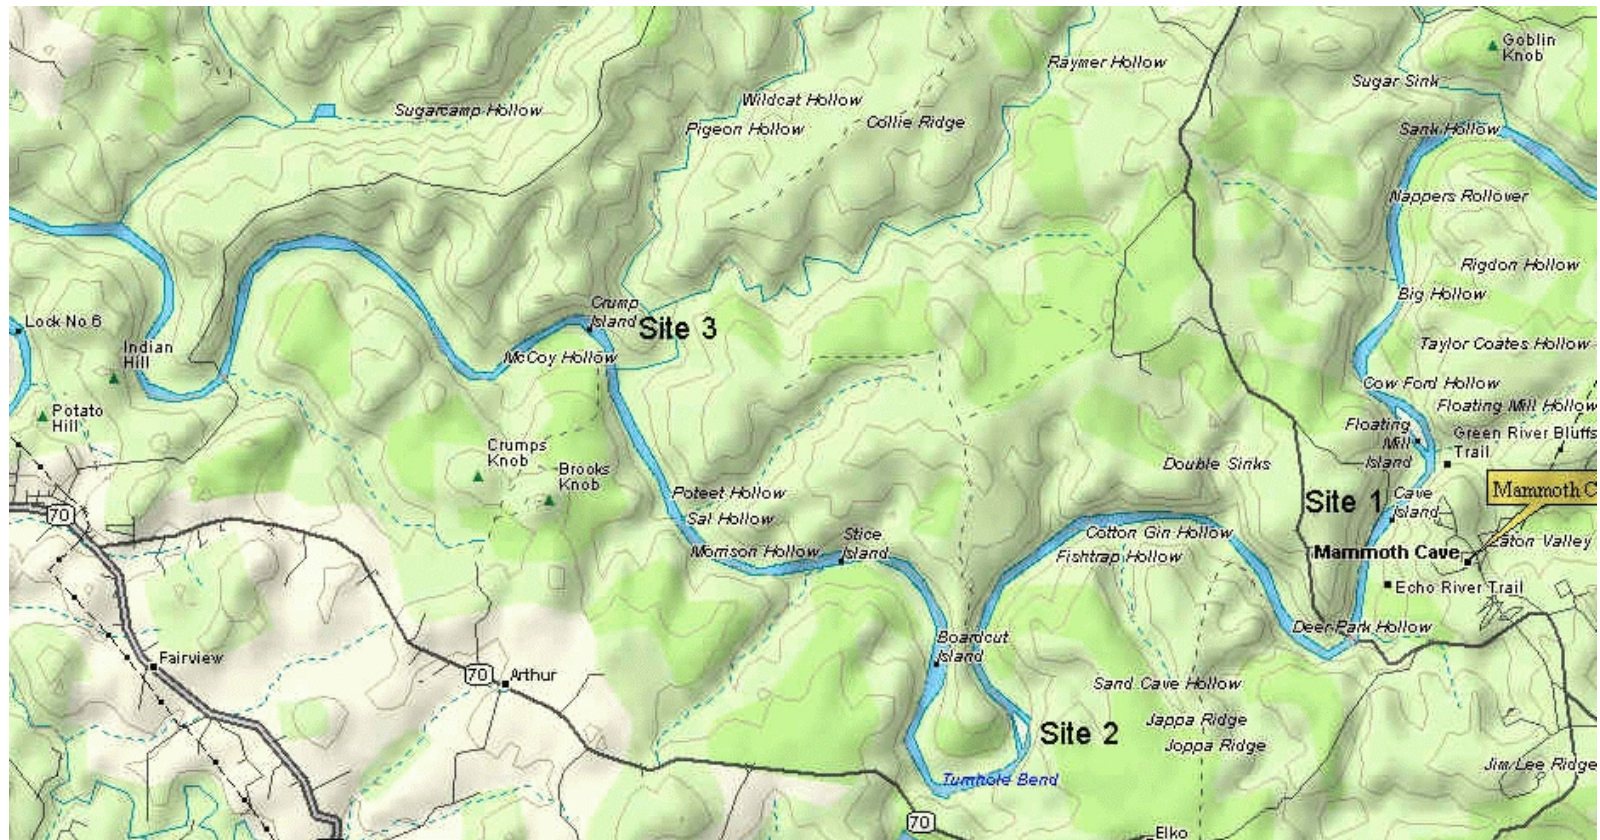 Goblin
Knob
Raymer Hollow
Sugar Sink
Wildcat Hollow
Sugarcamp Hollow
Pigeon Hollow
Collie Ridge
Sank Hollow
Nappers Rollover
Rigdon Hollow
Big Hollow
Crump
Island
Site 3
Lock No 6
Indian
Hill
McCoy Hollow
Taylor Coates Hollow
Cow Ford Hollow
Floating Mill Hollow
Potato
Hill
Floating
Mill
Island
Green River Bluffs
Trail
Crumps
Knob
Brooks
Knob
Double Sinks
Poteet Hollow
Site 1
Cave
Island
Mammoth C
70
Sal Hollow
Stice
Island
Cotton Gin Hollow
Morrison Hollow
Fishtrap Hollow
Mammoth Cave
Eaton Valley
Echo River Trail
Deer Park Hollow
Boardcut
Island
Fairview
70
Arthur
Sand Cave Hollow
Jappa Ridge
Site 2
Joppa Ridge
Jim Lee Ridge
Turnhole Bend
70
Elko